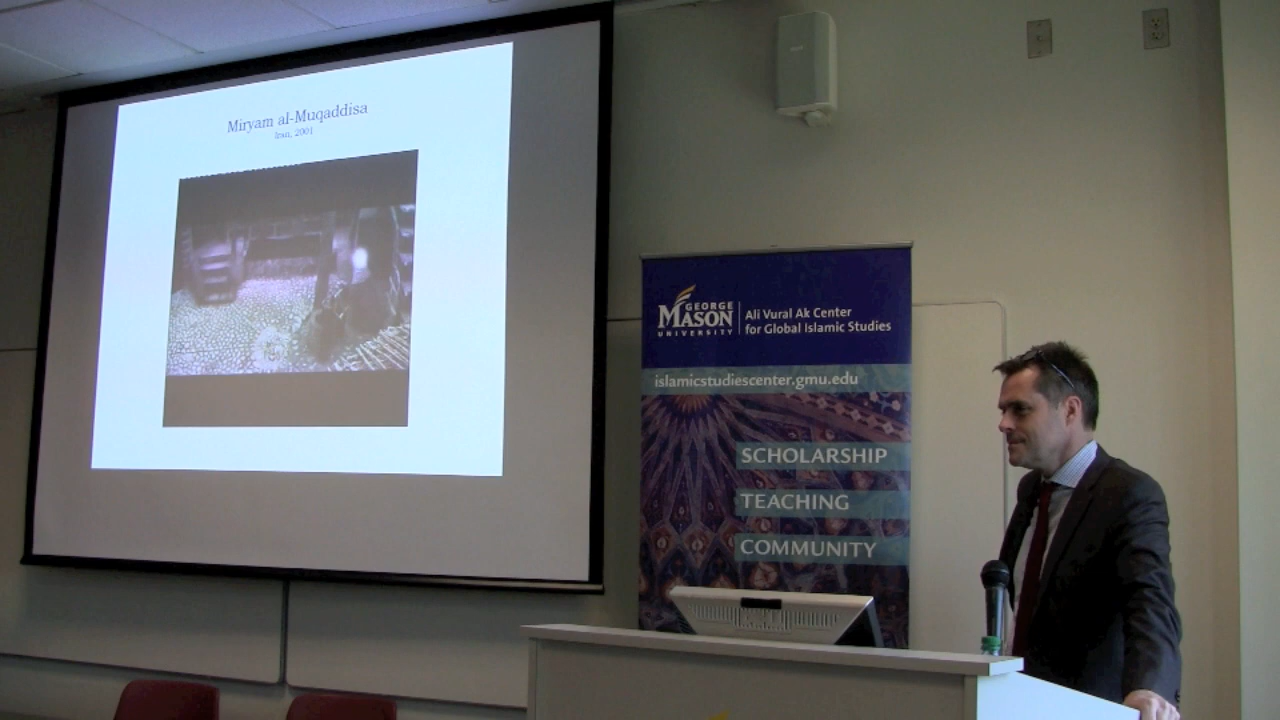 Miryam al-Muqaddisa
Iran, 2001
GEORGE
MASON
UNIVERSITY
Ali Vural Ak Center
for Global Islamic Studies
islamicstudiescenter.gmu.edu
SCHOLARSHIP
TEACHING
COMMUNITY